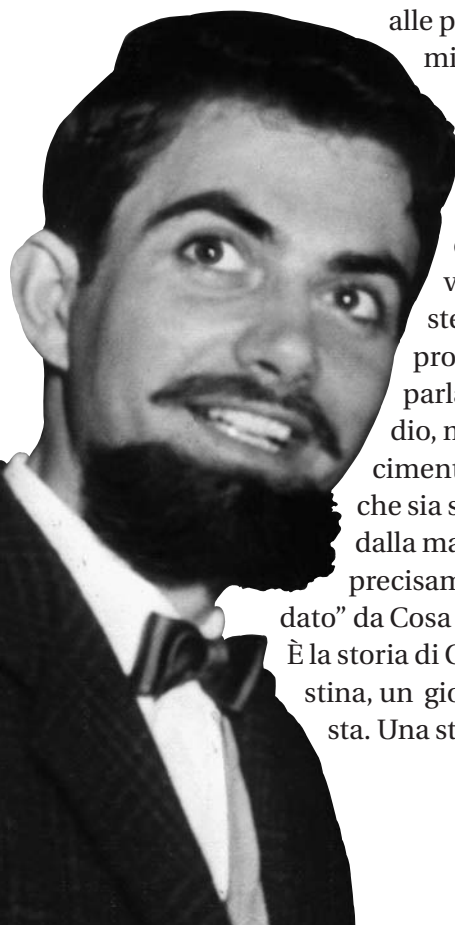 alle p
mi
v
ste
pro
parla
dio, n
ciment
che sia s
dalla ma
precisam
dato” da Cosa
È la storia di C
stina, un gio
sta. Una st